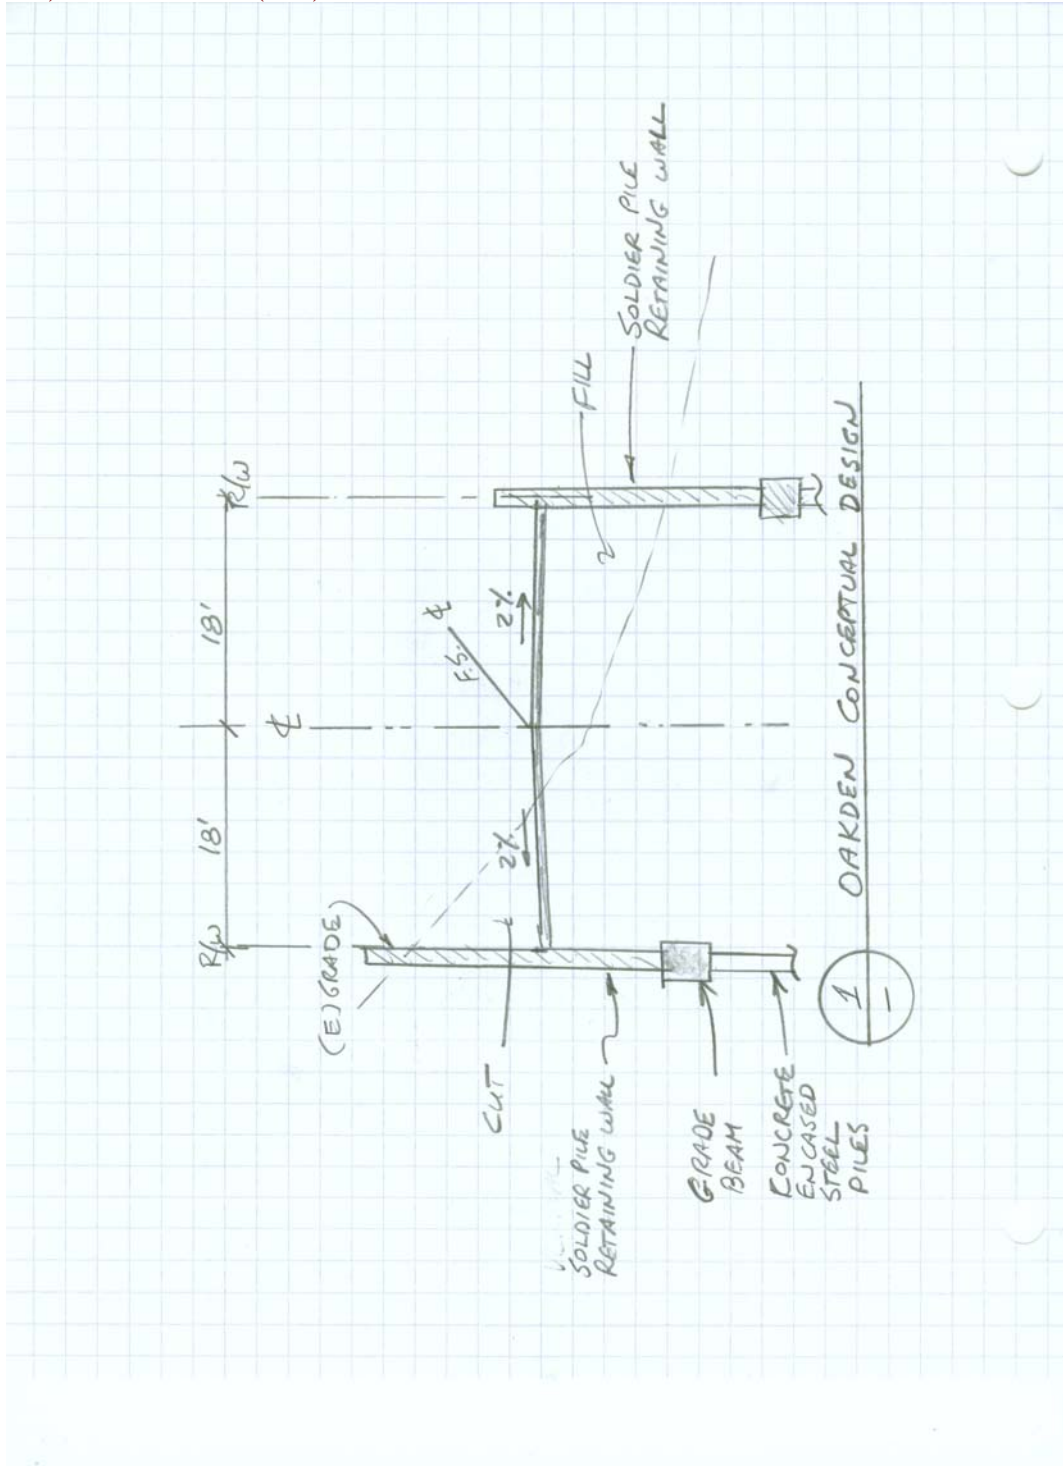 R/W
18'
18'
R/W
℄
(E) GRADE
F.S. ℄
2%
2%
CUT
FILL
SOLDIER PILE
RETAINING WALL
SOLDIER PILE
RETAINING WALL
GRADE
BEAM
CONCRETE
ENCASED
STEEL
PILES
1
–
OAKDEN CONCEPTUAL DESIGN